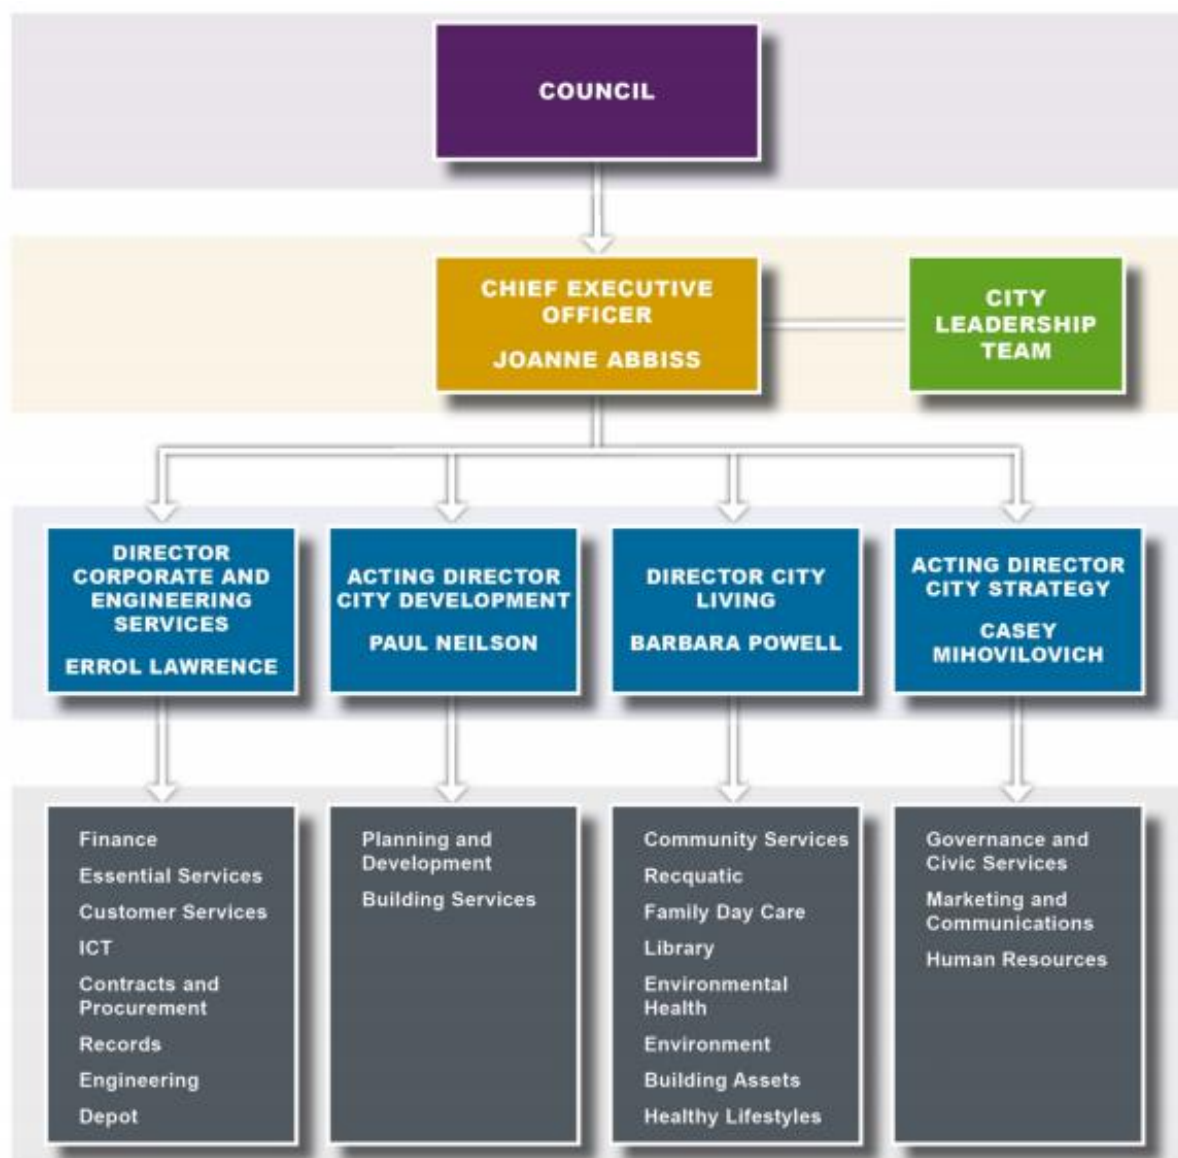 COUNCIL
CHIEF EXECUTIVE
OFFICER
JOANNE ABBISS
CITY
LEADERSHIP
TEAM
DIRECTOR
CORPORATE AND
ENGINEERING
SERVICES
ERROL LAWRENCE
ACTING DIRECTOR
CITY DEVELOPMENT
PAUL NEILSON
DIRECTOR CITY
LIVING
BARBARA POWELL
ACTING DIRECTOR
CITY STRATEGY
CASEY
MIHOVILOVICH
Finance
Essential Services
Customer Services
ICT
Contracts and
Procurement
Records
Engineering
Depot
Planning and
Development
Building Services
Community Services
Recquatic
Family Day Care
Library
Environmental
Health
Environment
Building Assets
Healthy Lifestyles
Governance and
Civic Services
Marketing and
Communications
Human Resources